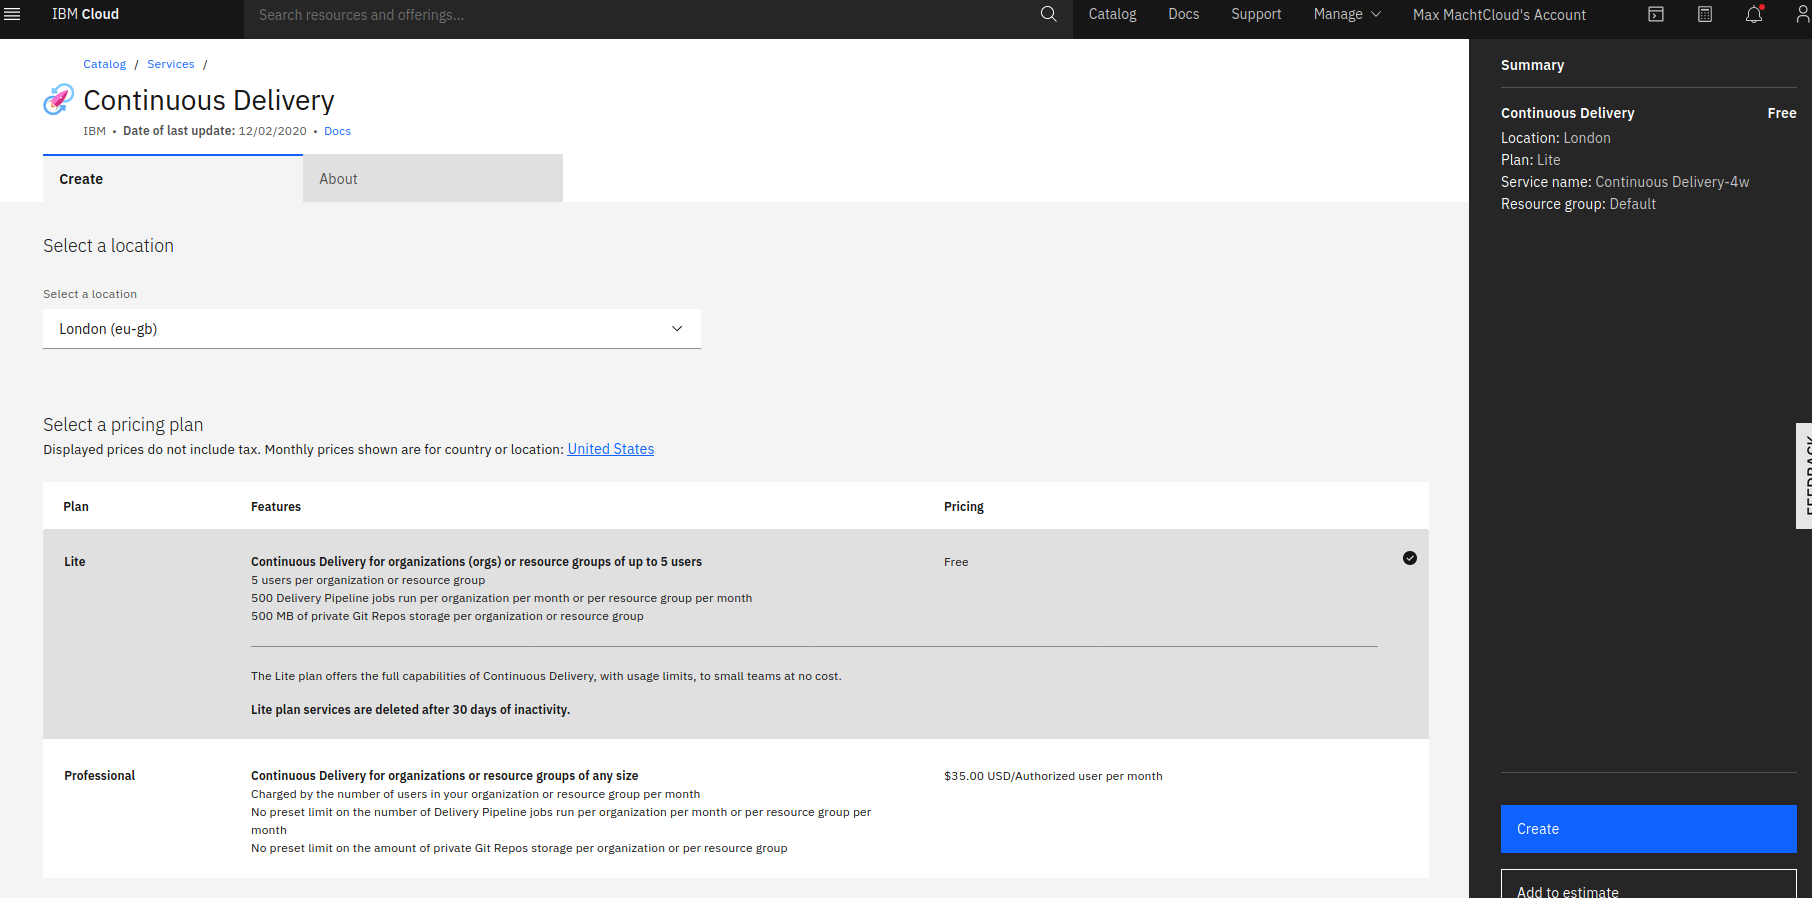 IBM Cloud
Search resources and offerings...
Catalog
Docs
Support
Manage
Max MachtCloud's Account
Catalog / Services /
Continuous Delivery
IBM • Date of last update: 12/02/2020 • Docs
Create
About
Select a location
Select a location
London (eu-gb)
Select a pricing plan
Displayed prices do not include tax. Monthly prices shown are for country or location: United States
Plan
Features
Pricing
Lite
Continuous Delivery for organizations (orgs) or resource groups of up to 5 users
5 users per organization or resource group
500 Delivery Pipeline jobs run per organization per month or per resource group per month
500 MB of private Git Repos storage per organization or resource group
Free
The Lite plan offers the full capabilities of Continuous Delivery, with usage limits, to small teams at no cost.
Lite plan services are deleted after 30 days of inactivity.
Professional
Continuous Delivery for organizations or resource groups of any size
Charged by the number of users in your organization or resource group per month
No preset limit on the number of Delivery Pipeline jobs run per organization per month or per resource group per
month
No preset limit on the amount of private Git Repos storage per organization or per resource group
$35.00 USD/Authorized user per month
Summary
Continuous Delivery
Free
Location: London
Plan: Lite
Service name: Continuous Delivery-4w
Resource group: Default
FEEDBACK
Create
Add to estimate